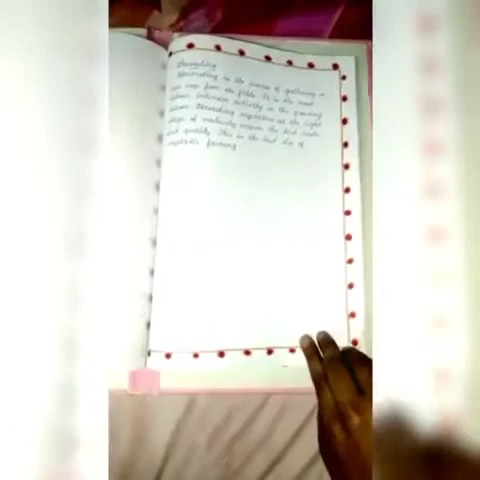 Harvesting
Harvesting is the process of gathering a
ripe crop from the fields. It is the most
labour intensive activity in the growing
season. Harvesting vegetables at the right
stage of maturity ensures the best taste
and quality. This is the last step of
vegetable farming.